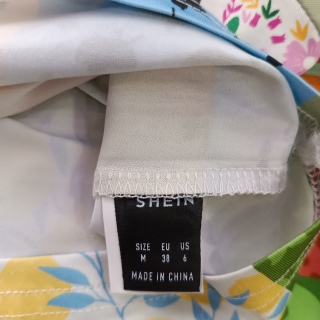 SHEIN
SIZE EU US
M 38 6
MADE IN CHINA